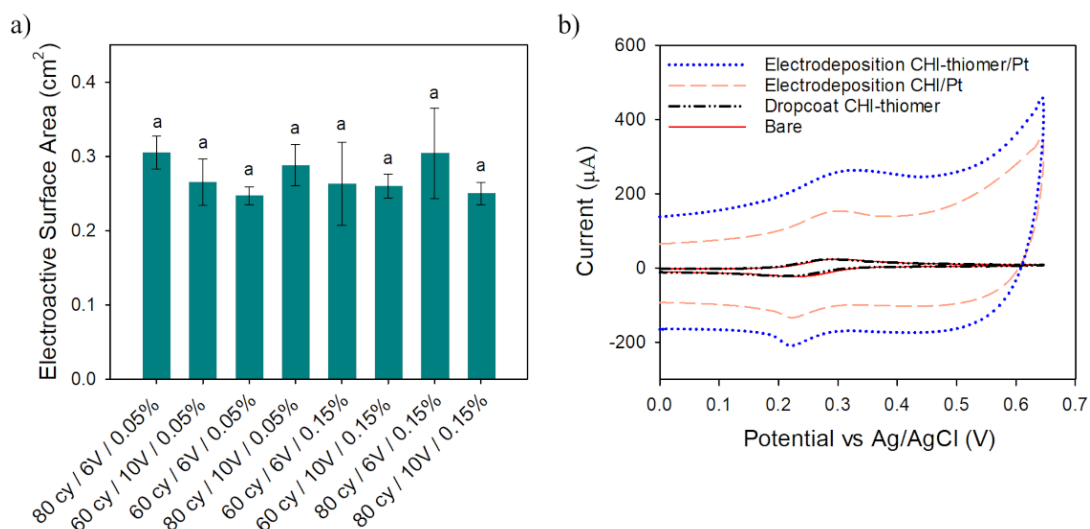 a)
Electroactive Surface Area (cm²)
0.4
0.3
0.2
0.1
0.0
a
a
a
a
a
a
a
a
80 cy / 6V / 0.05%
60 cy / 10V / 0.05%
60 cy / 6V / 0.05%
80 cy / 10V / 0.05%
60 cy / 6V / 0.15%
60 cy / 10V / 0.15%
80 cy / 6V / 0.15%
80 cy / 10V / 0.15%
b)
Current (µA)
600
400
200
0
-200
Electrodeposition CHI-thiomer/Pt
Electrodeposition CHI/Pt
Dropcoat CHI-thiomer
Bare
0.0 0.1 0.2 0.3 0.4 0.5 0.6 0.7
Potential vs Ag/AgCl (V)